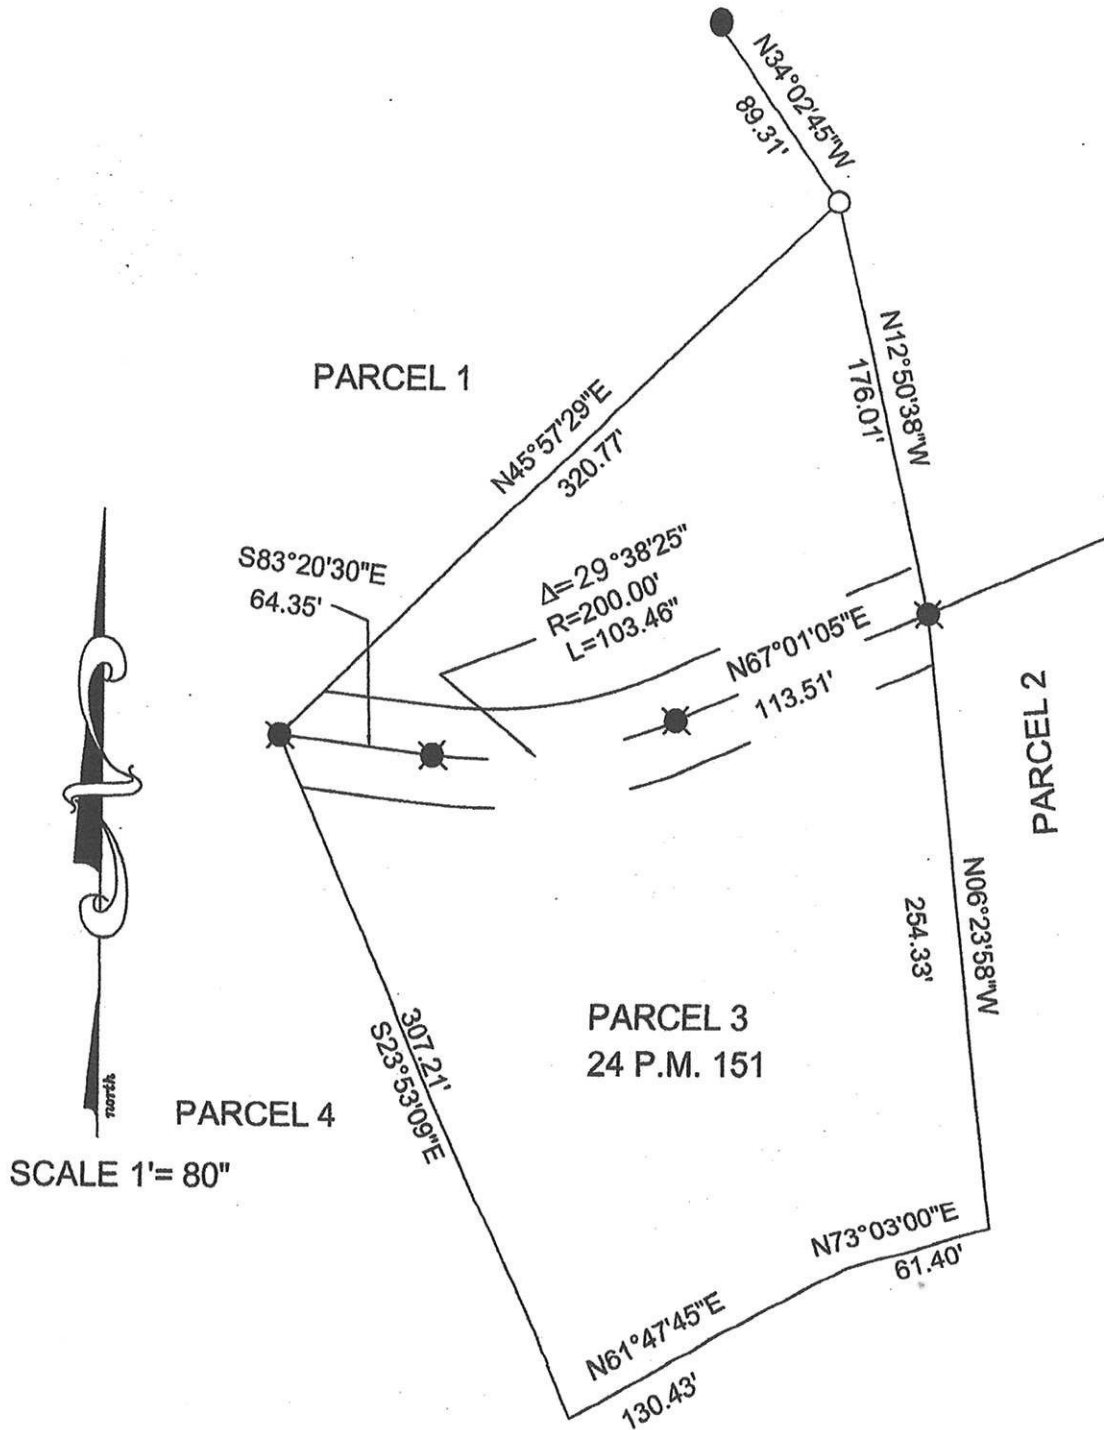 N34°02'45"W
89.31'
N12°50'38"W
176.01'
PARCEL 1
N45°57'29"E
320.77'
S83°20'30"E
64.35'
Δ=29°38'25"
R=200.00'
L=103.46"
N67°01'05"E
113.51'
PARCEL 2
N06°23'58"W
254.33'
PARCEL 3
24 P.M. 151
307.21'
S23°53'09"E
north
PARCEL 4
SCALE 1'= 80"
N73°03'00"E
61.40'
N61°47'45"E
130.43'